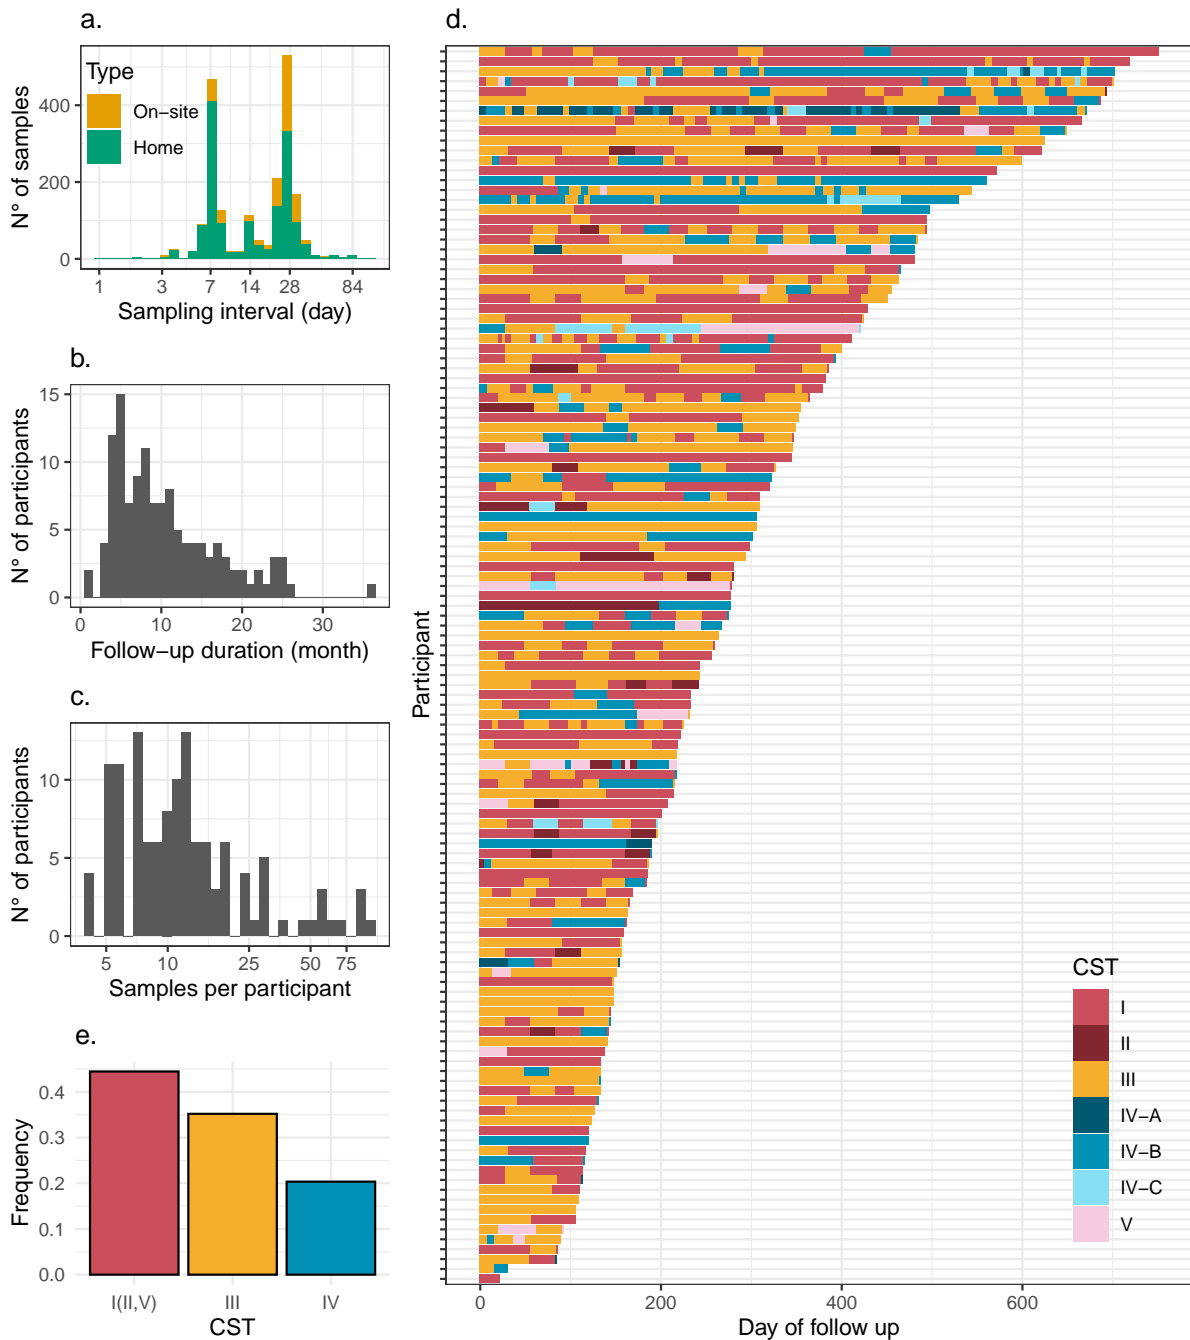 a.
Type
On−site
Home
N° of samples
400
200
0
1
3
7
14
28
84
Sampling interval (day)
b.
N° of participants
15
10
5
0
0
10
20
30
Follow−up duration (month)
c.
N° of participants
10
5
0
5
10
25
50
75
Samples per participant
e.
Frequency
0.4
0.3
0.2
0.1
0.0
I(II,V)
III
IV
CST
d.
Participant
CST
I
II
III
IV−A
IV−B
IV−C
V
0
200
400
600
Day of follow up